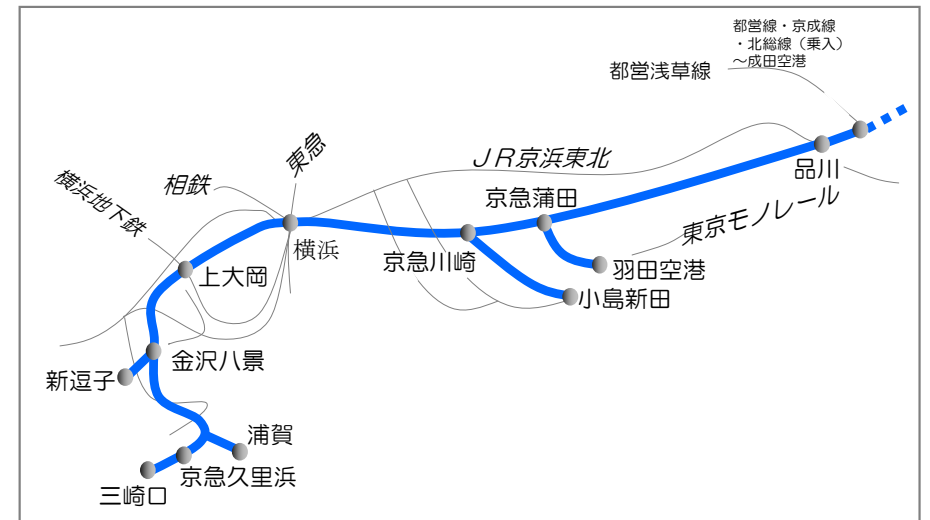 都営線・京成線
・北総線（乗入）
～成田空港
都営浅草線
東急
ＪＲ京浜東北
品川
横浜地下鉄
相鉄
京急蒲田
東京モノレール
横浜
京急川崎
羽田空港
上大岡
小島新田
金沢八景
新逗子
浦賀
京急久里浜
三崎口